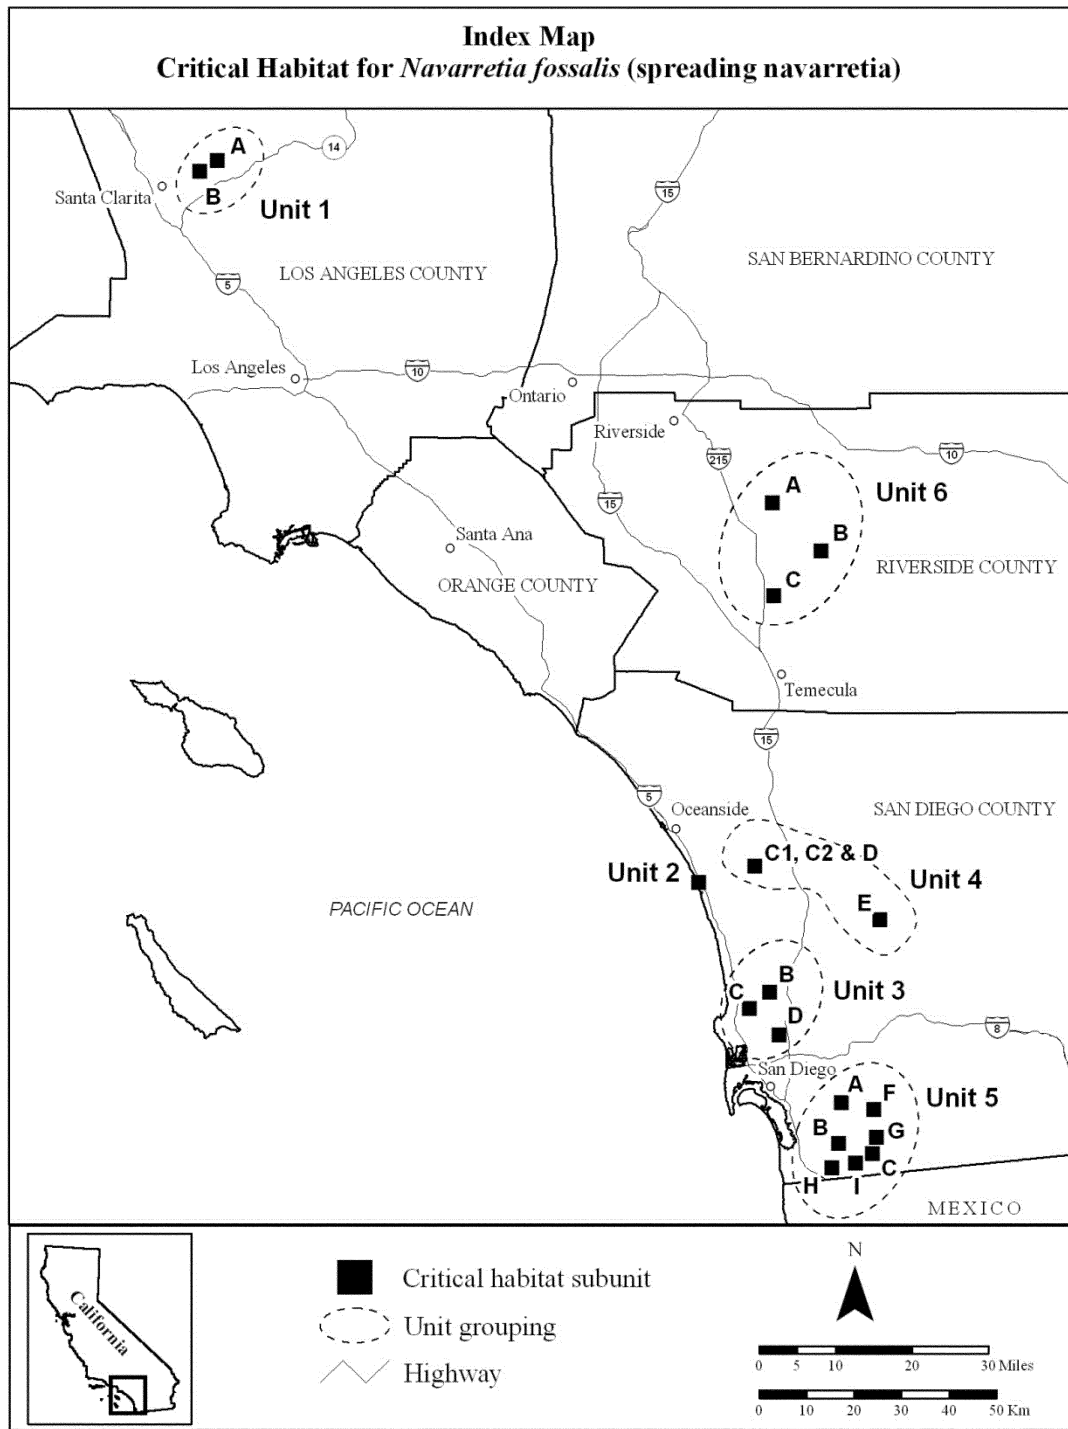 Index Map
Critical Habitat for Navarretia fossalis (spreading navarretia)
A
14
Santa Clarita
B
Unit 1
15
SAN BERNARDINO COUNTY
LOS ANGELES COUNTY
5
Los Angeles
10
Ontario
Riverside
10
215
A
Unit 6
15
B
Santa Ana
RIVERSIDE COUNTY
ORANGE COUNTY
C
Temecula
15
5
Oceanside
SAN DIEGO COUNTY
C1, C2 & D
Unit 2
Unit 4
E
PACIFIC OCEAN
B
Unit 3
C
D
8
San Diego
A
F
Unit 5
B
G
C
H
I
MEXICO
California
Critical habitat subunit
Unit grouping
Highway
N
0 5 10 20 30 Miles
0 10 20 30 40 50 Km